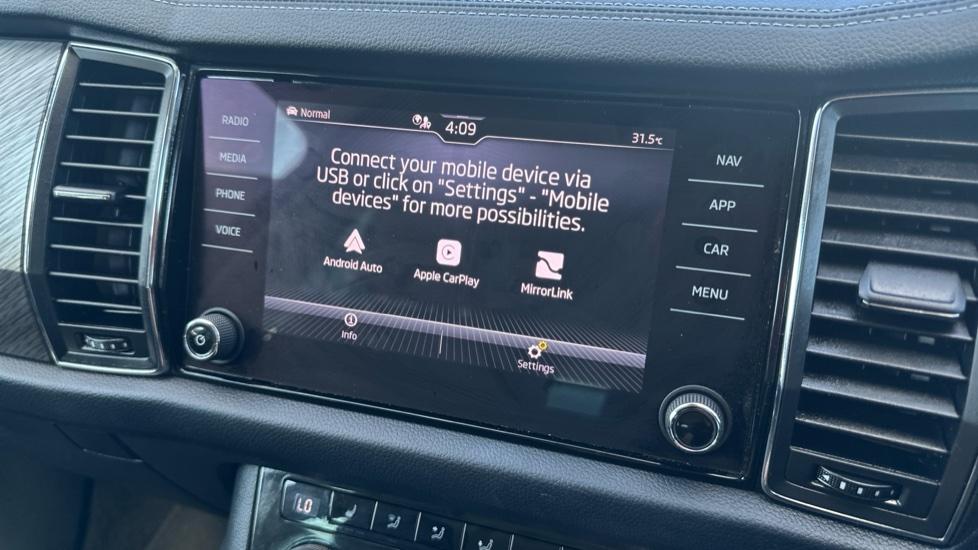 RADIO
MEDIA
PHONE
VOICE
Normal
4:09
31.5°C
Connect your mobile device via
USB or click on "Settings" - "Mobile
devices" for more possibilities.
Android Auto
Apple CarPlay
MirrorLink
Info
Settings
NAV
APP
CAR
MENU
LO